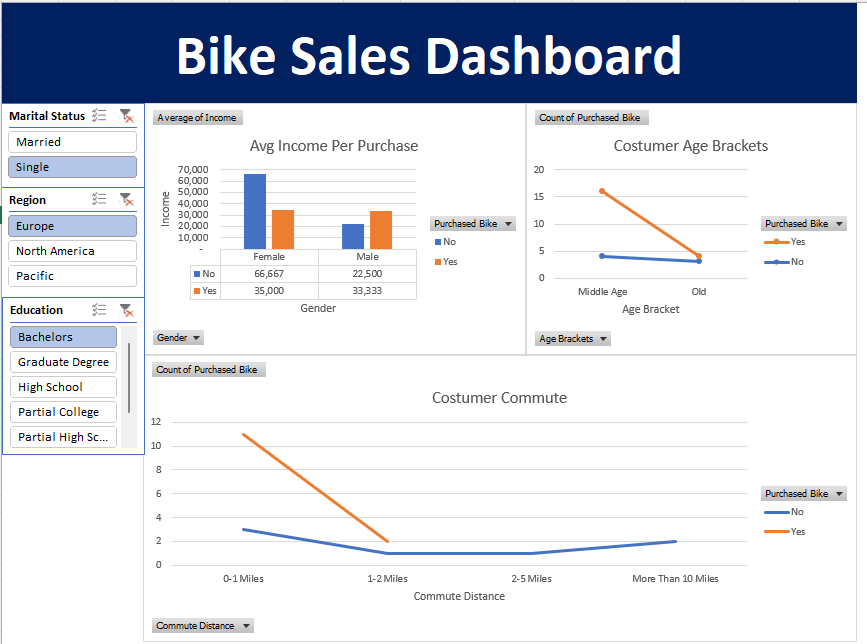 Bike Sales Dashboard
Marital Status
Married
Single
Region
Europe
North America
Pacific
Education
Bachelors
Graduate Degree
High School
Partial College
Partial High Sc...
Average of Income
Avg Income Per Purchase
70,000
60,000
50,000
40,000
30,000
20,000
10,000
-
Income
Female Male
No 66,667 22,500
Yes 35,000 33,333
Gender
Purchased Bike
No
Yes
Gender
Count of Purchased Bike
Costumer Age Brackets
20
15
10
5
0
Middle Age Old
Age Bracket
Purchased Bike
Yes
No
Age Brackets
Count of Purchased Bike
Costumer Commute
12
10
8
6
4
2
0
0-1 Miles 1-2 Miles 2-5 Miles More Than 10 Miles
Commute Distance
Purchased Bike
No
Yes
Commute Distance